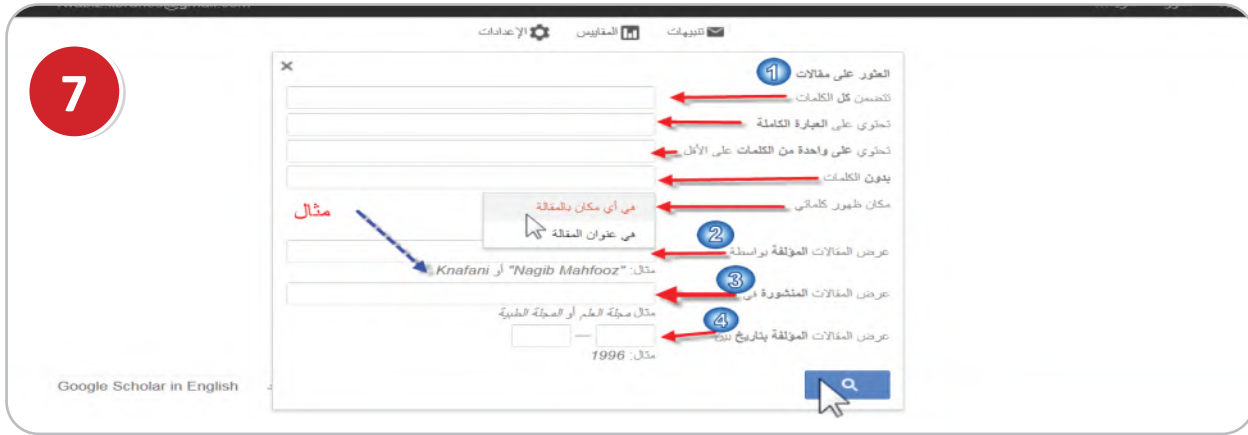 تنبيهات المقاييس الإعدادات
7
×
العثور على مقالات 1
تتضمن كل الكلمات
تحتوي على العبارة الكاملة
تحتوي على واحدة من الكلمات على الأقل
بدون الكلمات
مكان ظهور كلماتي
في أي مكان بالمقالة
في عنوان المقالة
مثال
2
عرض المقالات المؤلفة بواسطة
مثال: "Nagib Mahfooz" أو Knafani
3
عرض المقالات المنشورة في
مثال مجلة العلم أو المجلة الطبية
4
عرض المقالات المؤلفة بتاريخ بين
—
مثال: 1996
Google Scholar in English